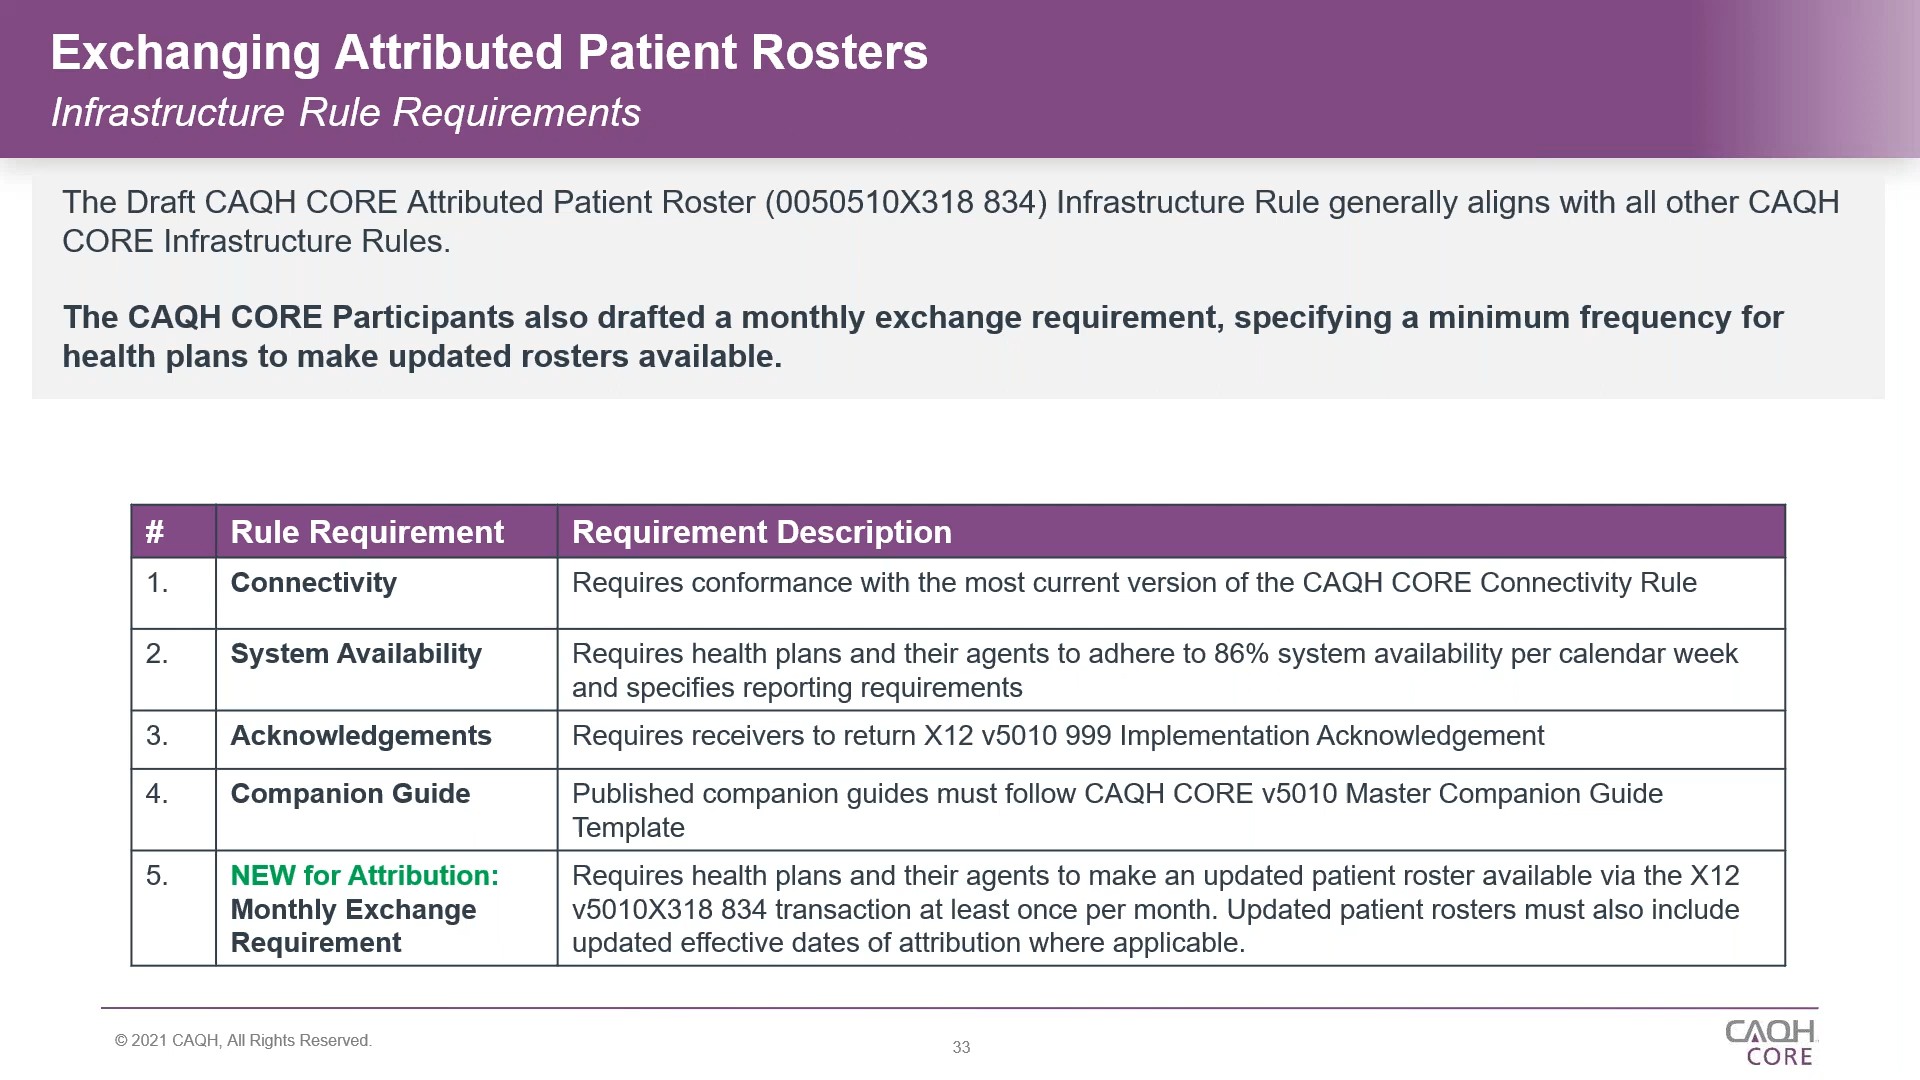 Exchanging Attributed Patient Rosters
Infrastructure Rule Requirements
The Draft CAQH CORE Attributed Patient Roster (0050510X318 834) Infrastructure Rule generally aligns with all other CAQH
CORE Infrastructure Rules.
The CAQH CORE Participants also drafted a monthly exchange requirement, specifying a minimum frequency for
health plans to make updated rosters available.
# Rule Requirement Requirement Description
1. Connectivity Requires conformance with the most current version of the CAQH CORE Connectivity Rule
2. System Availability Requires health plans and their agents to adhere to 86% system availability per calendar week
and specifies reporting requirements
3. Acknowledgements Requires receivers to return X12 v5010 999 Implementation Acknowledgement
4. Companion Guide Published companion guides must follow CAQH CORE v5010 Master Companion Guide
Template
5. NEW for Attribution: Requires health plans and their agents to make an updated patient roster available via the X12
Monthly Exchange v5010X318 834 transaction at least once per month. Updated patient rosters must also include
Requirement updated effective dates of attribution where applicable.
© 2021 CAQH, All Rights Reserved.
33
CAQH
CORE